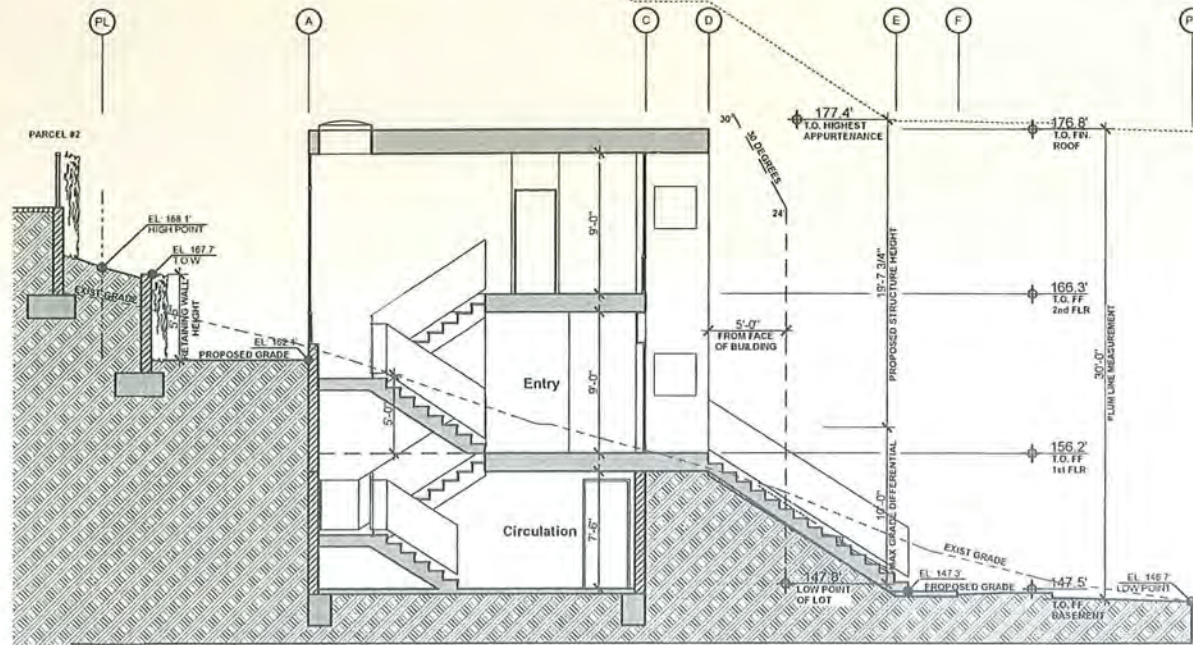 PL
A
C
D
E
F
P
PARCEL #2
EL: 168.1'
HIGH POINT
EL. 167.7'
T.O.W
EXIST GRADE
5'-6"
RETAINING WALL
HEIGHT
PROPOSED GRADE
EL. 162.4'
5'-0"
9'-0"
9'-0"
7'-6"
Entry
Circulation
30'
30 DEGREES
24'
177.4'
T.O. HIGHEST
APPURTENANCE
5'-0"
FROM FACE
OF BUILDING
19'-7 3/4"
PROPOSED STRUCTURE HEIGHT
10'-0"
MAX GRADE DIFFERENTIAL
176.8'
T.O. FIN.
ROOF
166.3'
T.O. FF
2nd FLR
30'-0"
PLUM LINE MEASUREMENT
156.2'
T.O. FF
1st FLR
EXIST GRADE
147.8'
LOW POINT
OF LOT
EL: 147.3'
PROPOSED GRADE
147.5'
T.O. FF
BASEMENT
LOW POINT